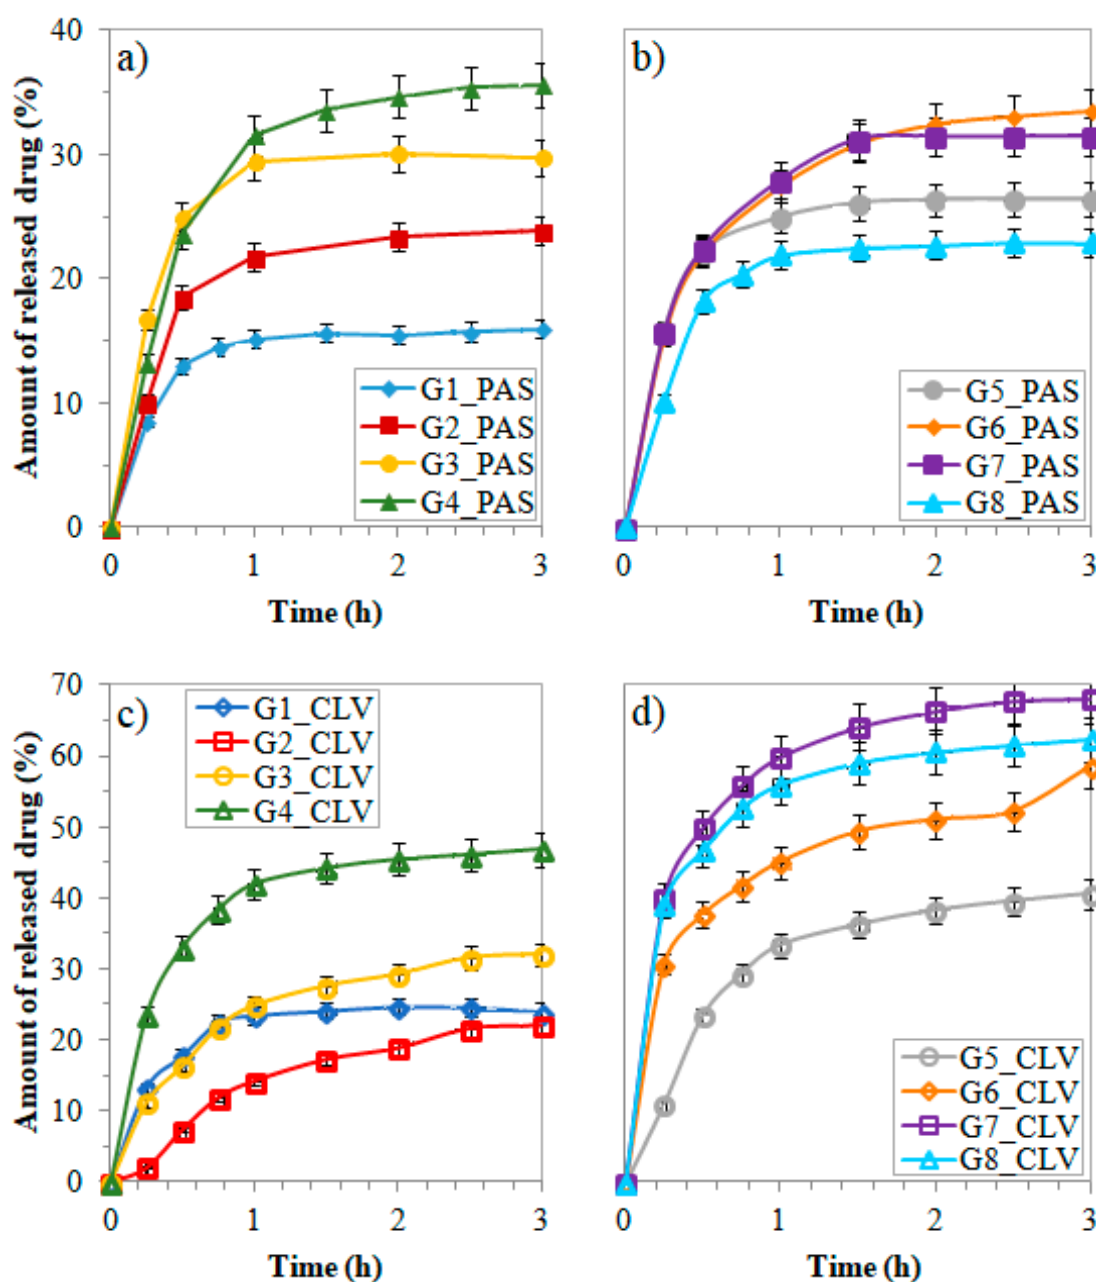 a)
Amount of released drug (%)
40
30
20
10
0
G1_PAS
G2_PAS
G3_PAS
G4_PAS
0 1 2 3
Time (h)
b)
G5_PAS
G6_PAS
G7_PAS
G8_PAS
0 1 2 3
Time (h)
c)
Amount of released drug (%)
70
60
50
40
30
20
10
0
G1_CLV
G2_CLV
G3_CLV
G4_CLV
0 1 2 3
Time (h)
d)
G5_CLV
G6_CLV
G7_CLV
G8_CLV
0 1 2 3
Time (h)